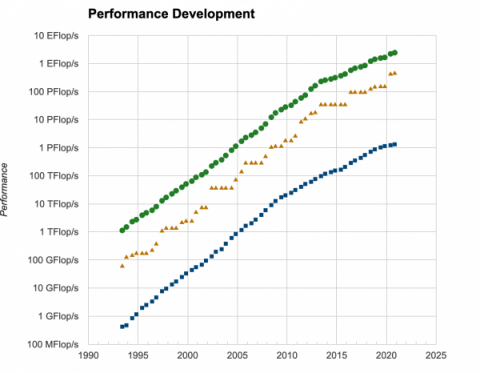 Performance Development
10 EFlop/s
1 EFlop/s
100 PFlop/s
10 PFlop/s
1 PFlop/s
100 TFlop/s
10 TFlop/s
1 TFlop/s
100 GFlop/s
10 GFlop/s
1 GFlop/s
100 MFlop/s
Performance
1990 1995 2000 2005 2010 2015 2020 2025